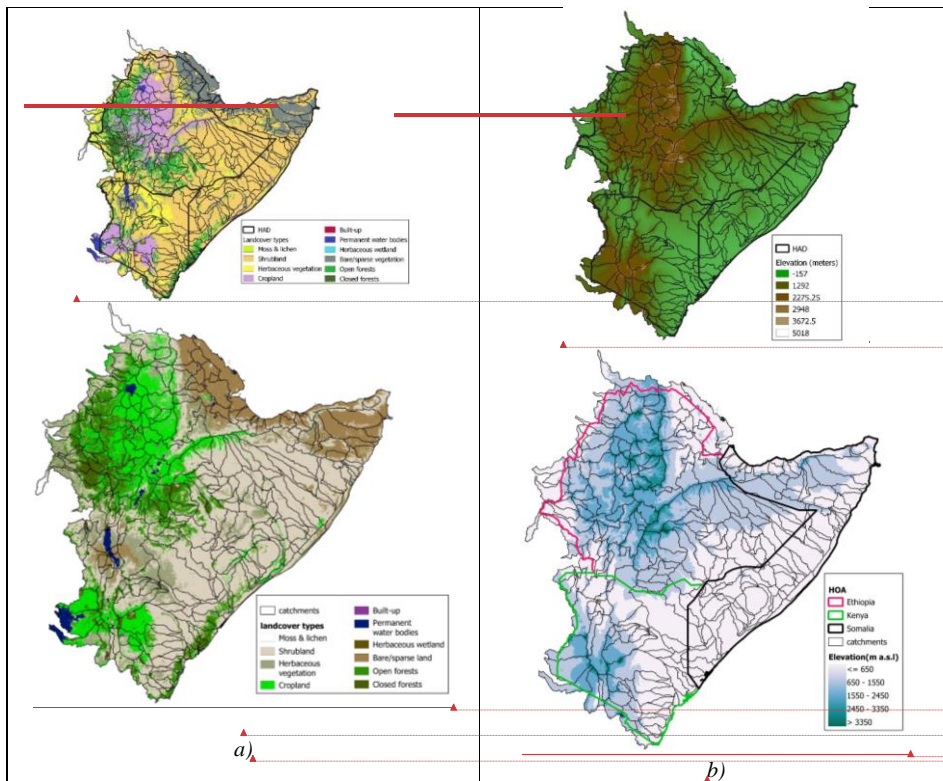 HAD
Landcover types
Moss & lichen
Shrubland
Herbaceous vegetation
Cropland
Built-up
Permanent water bodies
Herbaceous wetland
Bare/sparse vegetation
Open forests
Closed forests
HAD
Elevation (meters)
-157
1292
2275.25
2948
3672.5
5018
catchments
landcover types
Moss & lichen
Shrubland
Herbaceous
vegetation
Cropland
Built-up
Permanent
water bodies
Herbaceous wetland
Bare/sparse land
Open forests
Closed forests
HOA
Ethiopia
Kenya
Somalia
catchments
Elevation(m a.s.l)
<= 650
650 - 1550
1550 - 2450
2450 - 3350
> 3350
a)
b)